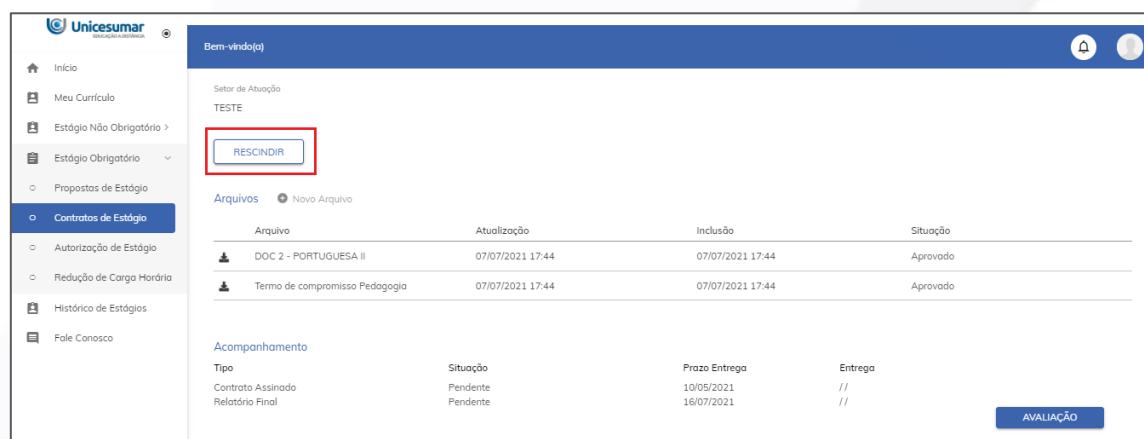 Unicesumar
EDUCAÇÃO A DISTÂNCIA
Início
Meu Currículo
Estágio Não Obrigatório >
Estágio Obrigatório
Propostas de Estágio
Contratos de Estágio
Autorização de Estágio
Redução de Carga Horária
Histórico de Estágios
Fale Conosco
Bem-vindo(a)
Setor de Atuação
TESTE
RESCINDIR
Arquivos Novo Arquivo
Arquivo Atualização Inclusão Situação
DOC 2 - PORTUGUESA II 07/07/2021 17:44 07/07/2021 17:44 Aprovado
Termo de compromisso Pedagogia 07/07/2021 17:44 07/07/2021 17:44 Aprovado
Acompanhamento
Tipo Situação Prazo Entrega Entrega
Contrato Assinado Pendente 10/05/2021 / /
Relatório Final Pendente 16/07/2021 / /
AVALIAÇÃO